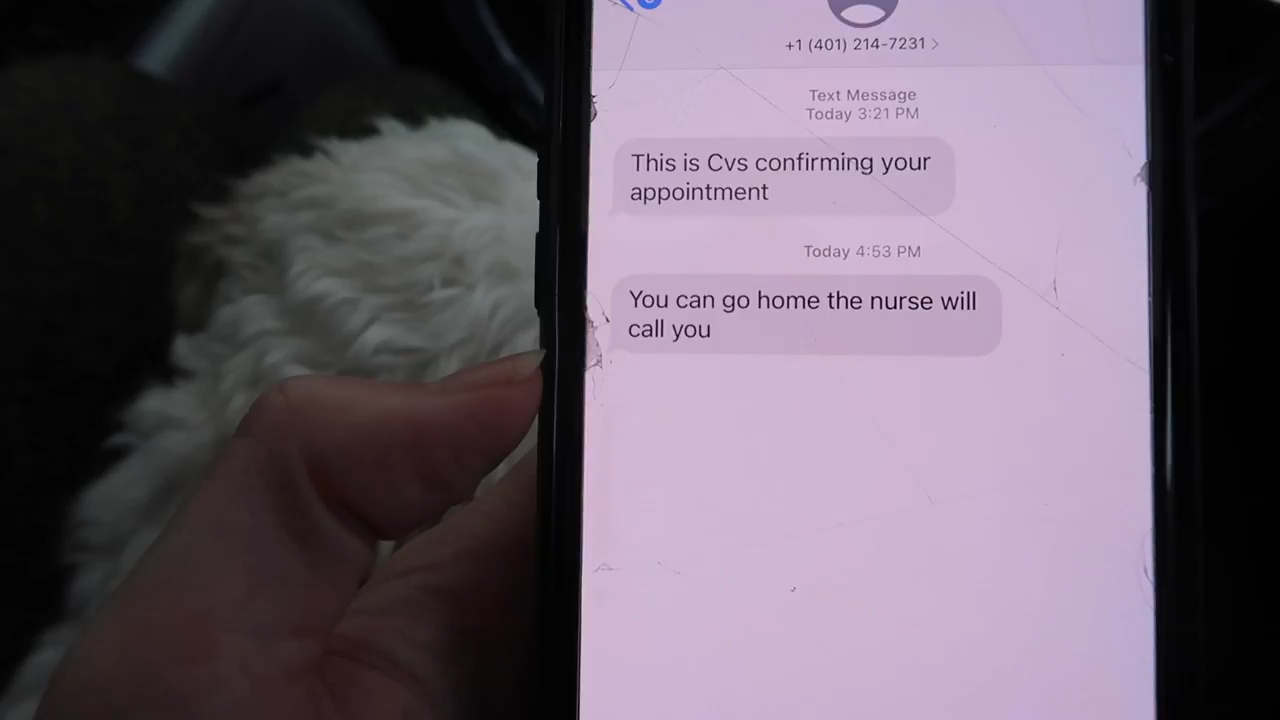 +1 (401) 214-7231 >
Text Message
Today 3:21 PM
This is Cvs confirming your
appointment
Today 4:53 PM
You can go home the nurse will
call you